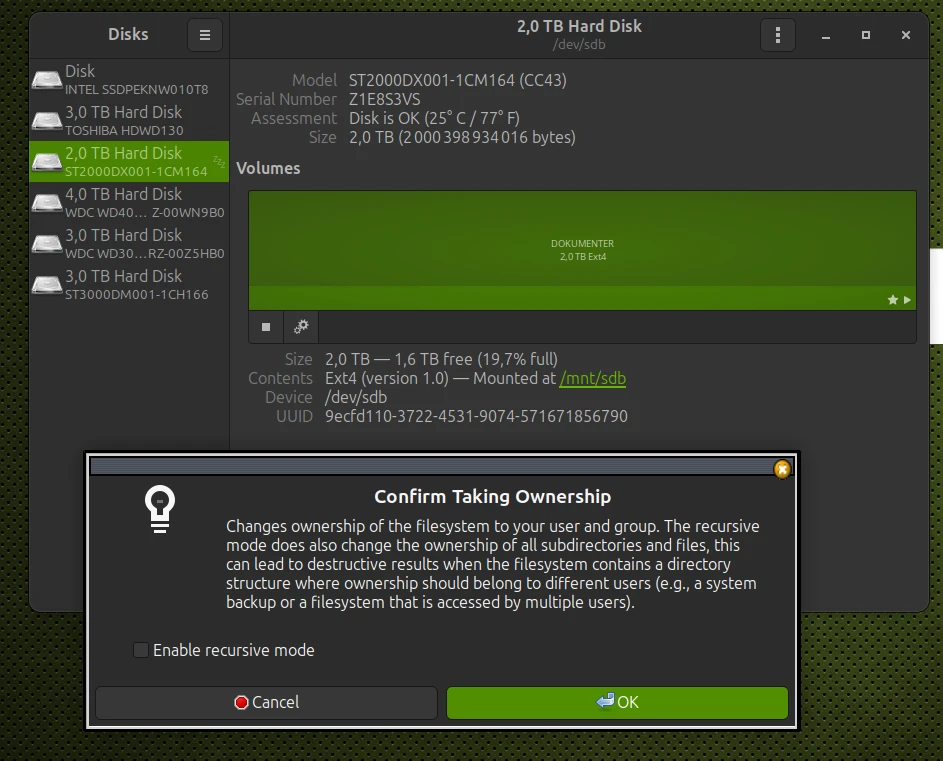 Disks
2,0 TB Hard Disk
/dev/sdb
Disk
INTEL SSDPEKNW010T8
3,0 TB Hard Disk
TOSHIBA HDWD130
2,0 TB Hard Disk
ST2000DX001-1CM164
zzz
4,0 TB Hard Disk
WDC WD40… Z-00WN9B0
3,0 TB Hard Disk
WDC WD30…RZ-00Z5HB0
3,0 TB Hard Disk
ST3000DM001-1CH166
Model ST2000DX001-1CM164 (CC43)
Serial Number Z1E8S3VS
Assessment Disk is OK (25° C / 77° F)
Size 2,0 TB (2 000 398 934 016 bytes)
Volumes
DOKUMENTER
2,0 TB Ext4
Size 2,0 TB — 1,6 TB free (19,7% full)
Contents Ext4 (version 1.0) — Mounted at /mnt/sdb
Device /dev/sdb
UUID 9ecfd110-3722-4531-9074-571671856790
Confirm Taking Ownership
Changes ownership of the filesystem to your user and group. The recursive
mode does also change the ownership of all subdirectories and files, this
can lead to destructive results when the filesystem contains a directory
structure where ownership should belong to different users (e.g., a system
backup or a filesystem that is accessed by multiple users).
Enable recursive mode
Cancel
OK